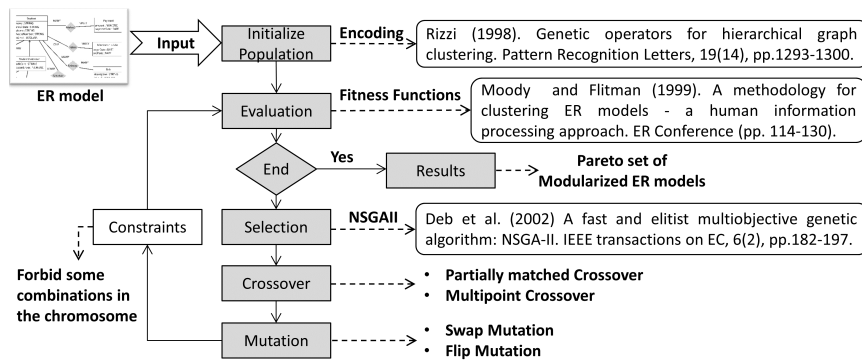 ER model
Input
Initialize
Population
Encoding
Rizzi (1998). Genetic operators for hierarchical graph
clustering. Pattern Recognition Letters, 19(14), pp.1293-1300.
Evaluation
Fitness Functions
Moody and Flitman (1999). A methodology for
clustering ER models - a human information
processing approach. ER Conference (pp. 114-130).
End
Yes
Results
Pareto set of
Modularized ER models
Constraints
Selection
NSGAII
Deb et al. (2002) A fast and elitist multiobjective genetic
algorithm: NSGA-II. IEEE transactions on EC, 6(2), pp.182-197.
Forbid some
combinations in
the chromosome
Crossover
• Partially matched Crossover
• Multipoint Crossover
Mutation
• Swap Mutation
• Flip Mutation